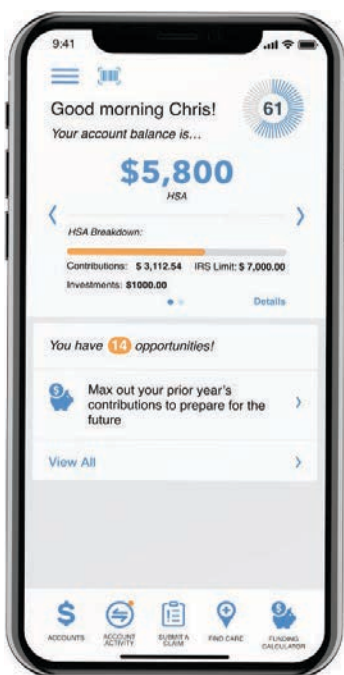 9:41
Good morning Chris!
61
Your account balance is...
$5,800
HSA
HSA Breakdown:
Contributions: $ 3,112.54 IRS Limit: $ 7,000.00
Investments: $1000.00
Details
You have 14 opportunities!
Max out your prior year's
contributions to prepare for the
future
View All
ACCOUNTS
ACCOUNT
ACTIVITY
SUBMIT A
CLAIM
FIND CARE
FUNDING
CALCULATOR